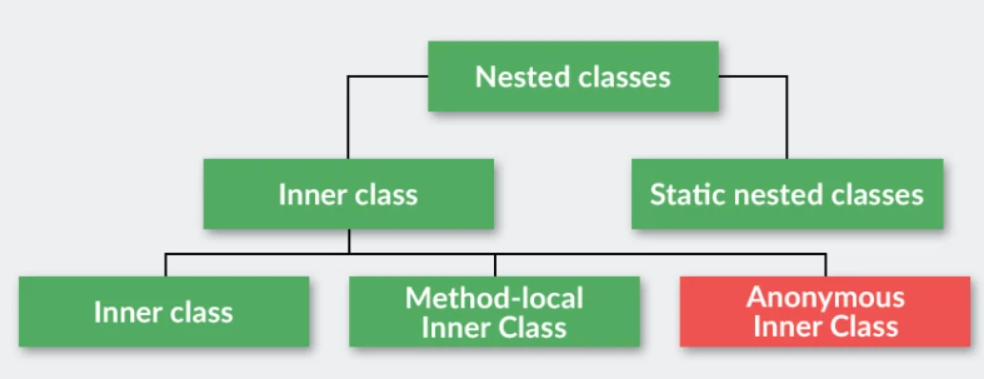 Nested classes
Inner class
Static nested classes
Inner class
Method-local
Inner Class
Anonymous
Inner Class